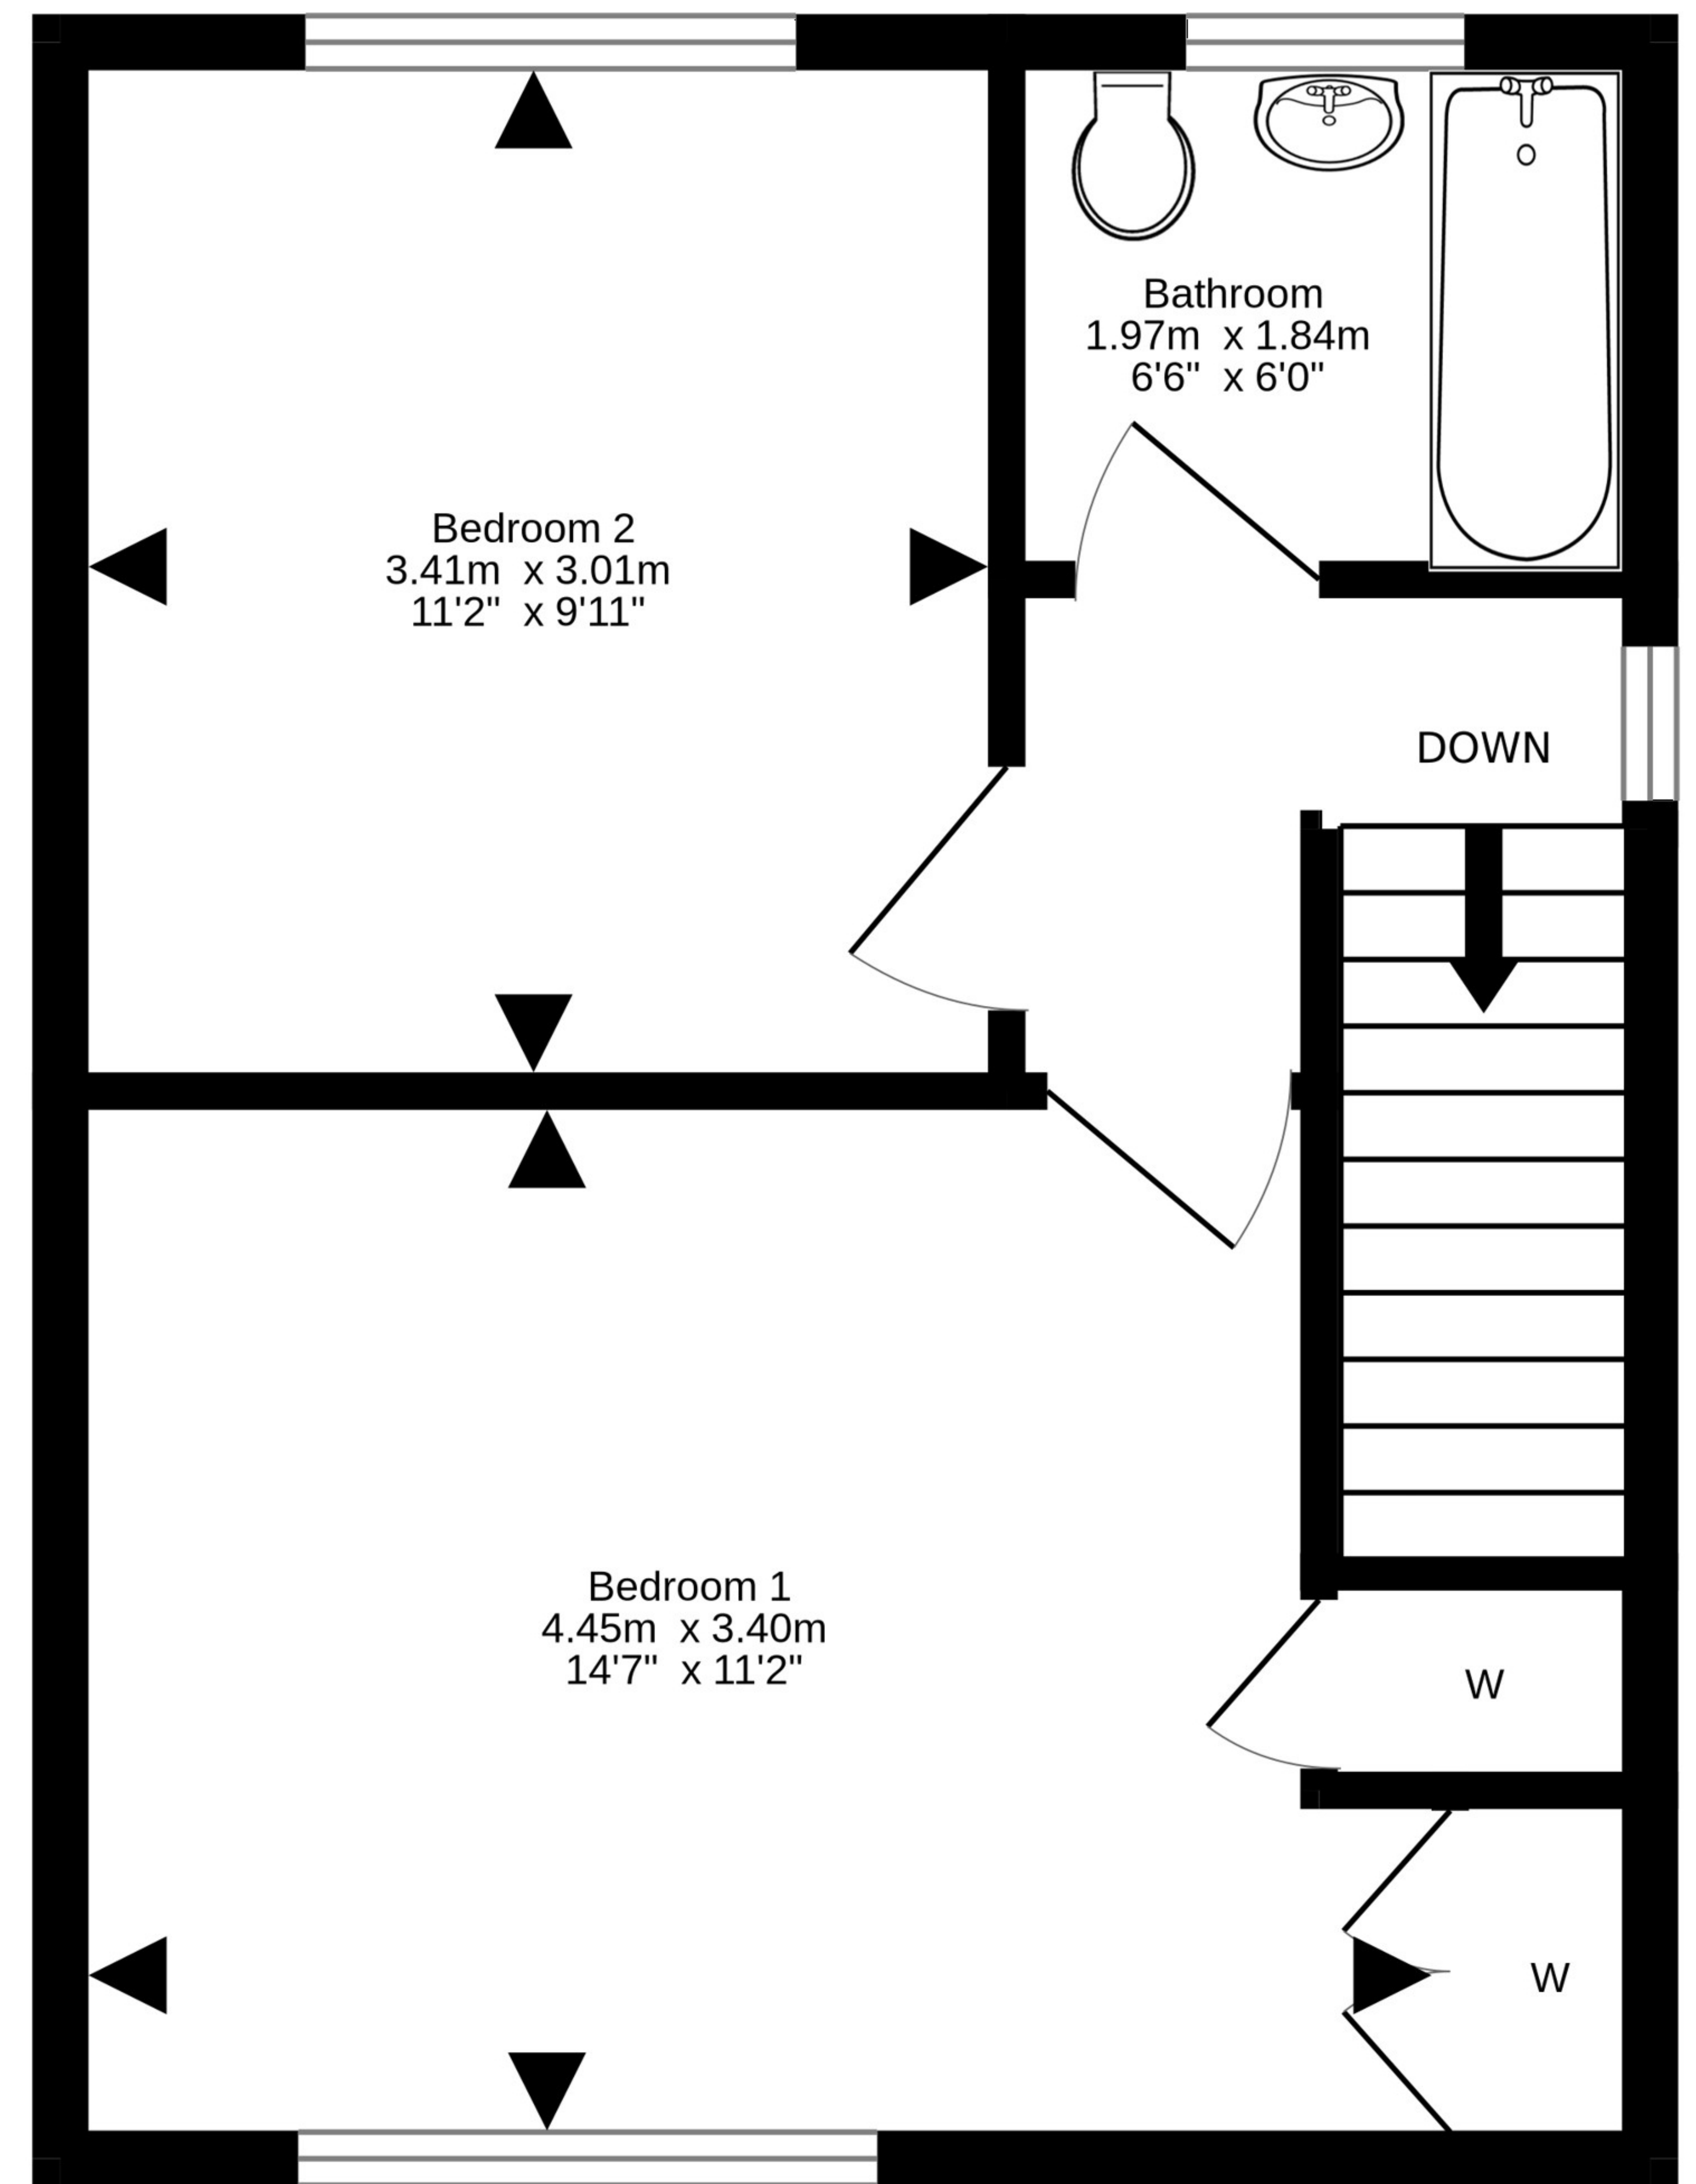 Bathroom
1.97m x 1.84m
6'6" x 6'0"
Bedroom 2
3.41m x 3.01m
11'2" x 9'11"
DOWN
Bedroom 1
4.45m x 3.40m
14'7" x 11'2"
W
W